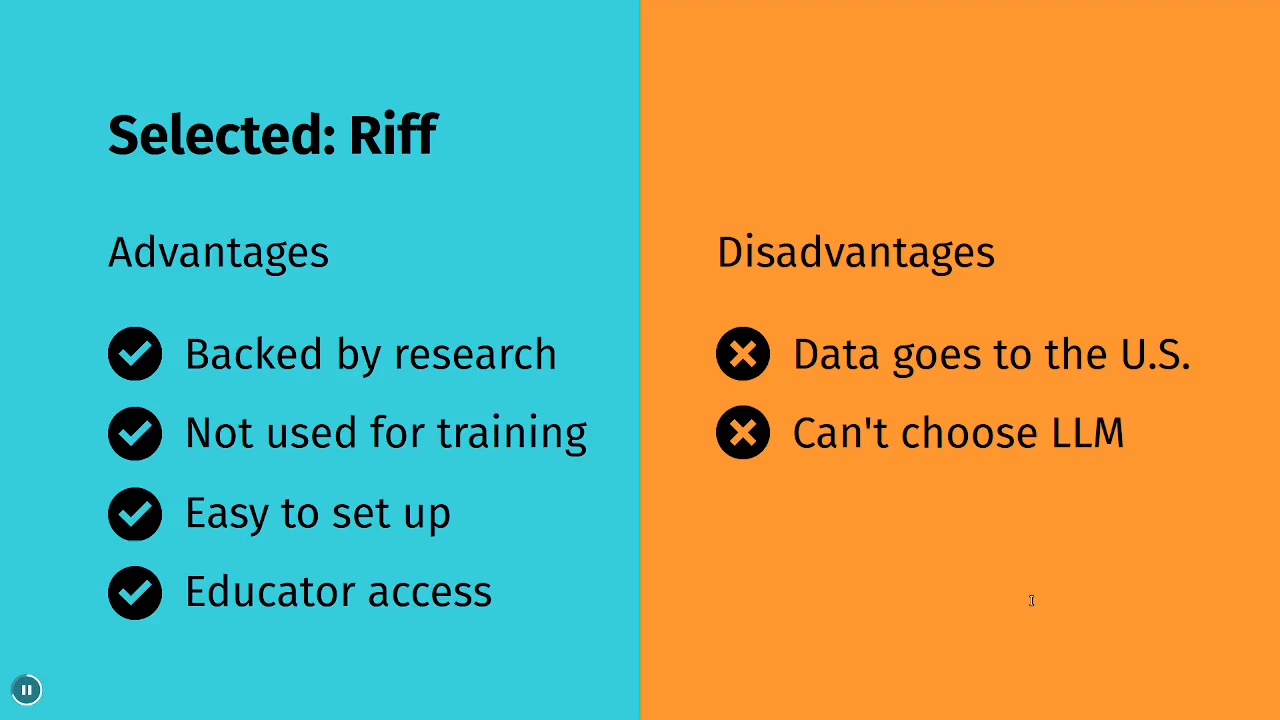 Selected: Riff
Advantages
Backed by research
Not used for training
Easy to set up
Educator access
Disadvantages
Data goes to the U.S.
Can't choose LLM